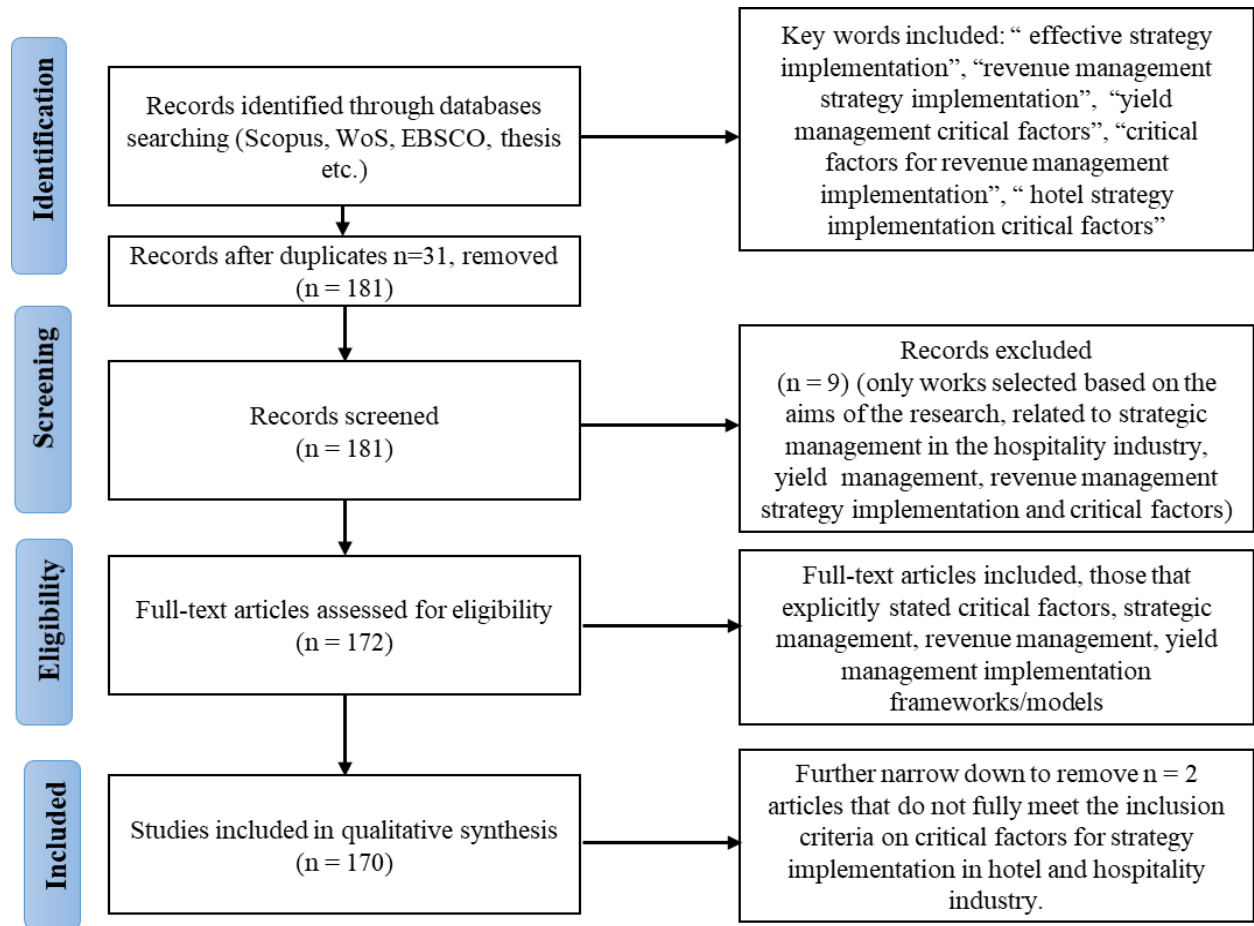 Identification
Records identified through databases
searching (Scopus, WoS, EBSCO, thesis
etc.)
Key words included: “ effective strategy
implementation”, “revenue management
strategy implementation”, “yield
management critical factors”, “critical
factors for revenue management
implementation”, “ hotel strategy
implementation critical factors”
Records after duplicates n=31, removed
(n = 181)
Screening
Records screened
(n = 181)
Records excluded
(n = 9) (only works selected based on the
aims of the research, related to strategic
management in the hospitality industry,
yield management, revenue management
strategy implementation and critical factors)
Eligibility
Full-text articles assessed for eligibility
(n = 172)
Full-text articles included, those that
explicitly stated critical factors, strategic
management, revenue management, yield
management implementation
frameworks/models
Included
Studies included in qualitative synthesis
(n = 170)
Further narrow down to remove n = 2
articles that do not fully meet the inclusion
criteria on critical factors for strategy
implementation in hotel and hospitality
industry.